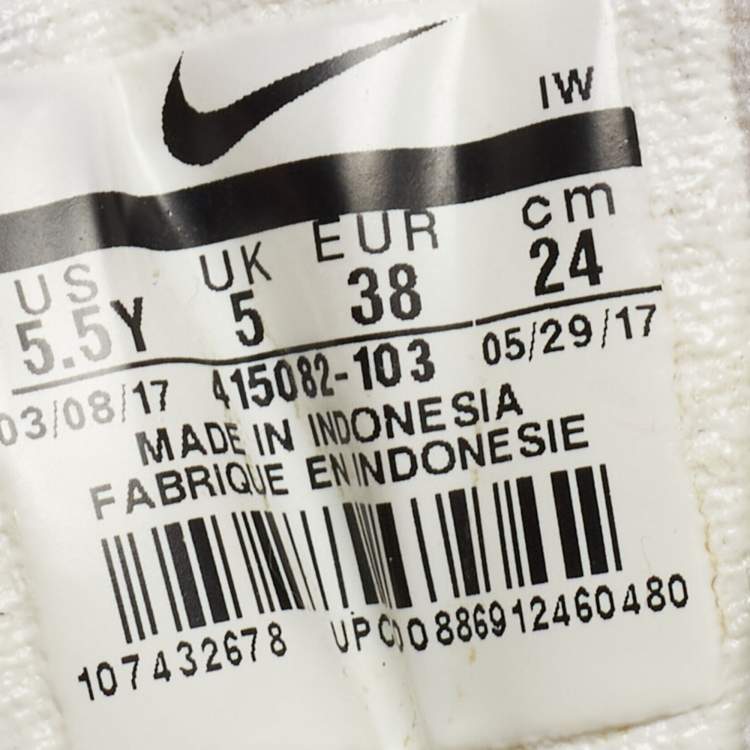 IW
US UK EUR cm
5.5Y 5 38 24
03/08/17 415082-103 05/29/17
MADE IN INDONESIA
FABRIQUE EN INDONESIE
107432678 UPC 00886912460480